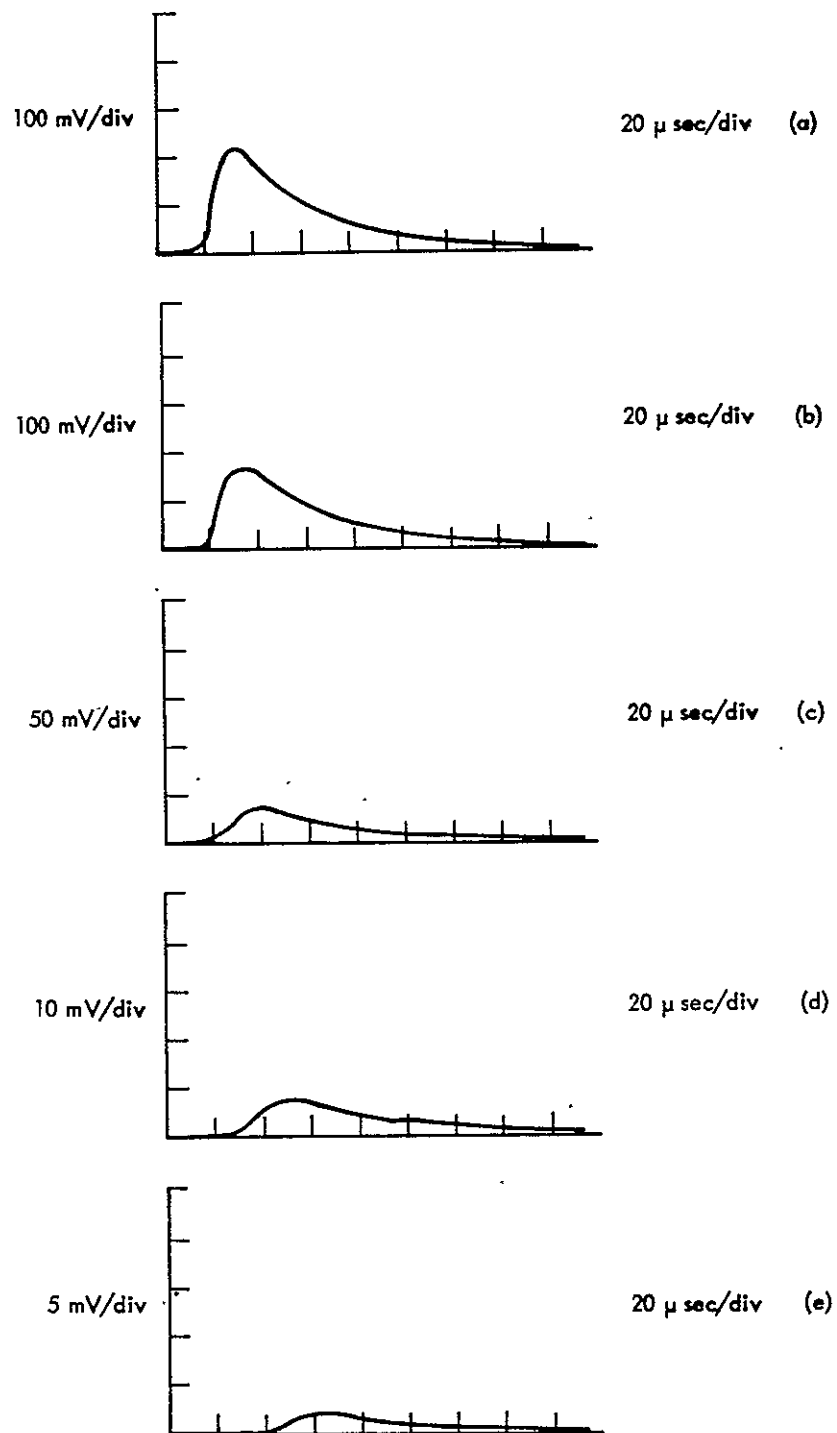 100 mV/div 20 μ sec/div (a)
100 mV/div 20 μ sec/div (b)
50 mV/div 20 μ sec/div (c)
10 mV/div 20 μ sec/div (d)
5 mV/div 20 μ sec/div (e)